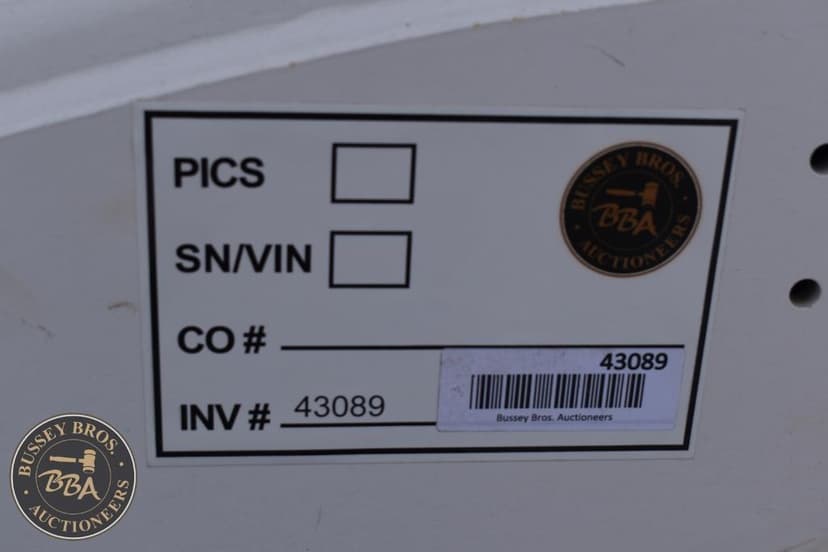 PICS
SN/VIN
CO #
INV # 43089
BUSSEY BROS.
BBA
AUCTIONEERS
43089
Bussey Bros. Auctioneers
BUSSEY BROS.
BBA
AUCTIONEERS